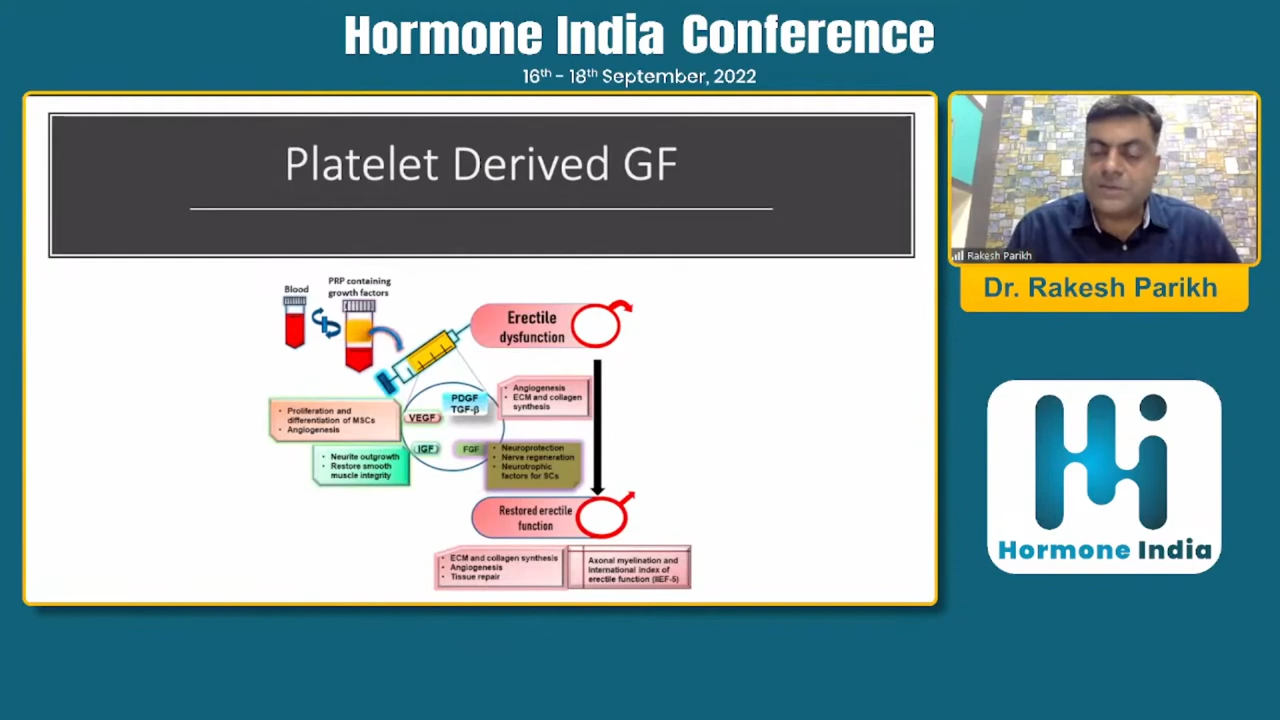 Hormone India Conference
16th - 18th September, 2022
Platelet Derived GF
Blood
PRP containing
growth factors
Erectile
dysfunction
PDGF
TGF-β
VEGF
IGF
FGF
• Angiogenesis
• ECM and collagen
synthesis
• Proliferation and
differentiation of MSCs
• Angiogenesis
• Neurite outgrowth
• Restore smooth
muscle integrity
• Neuroprotection
• Nerve regeneration
• Neurotrophic
factors for SCs
Restored erectile
function
• ECM and collagen synthesis
• Angiogenesis
• Tissue repair
Axonal myelination and
International index of
erectile function (IIEF-5)
Rakesh Parikh
Dr. Rakesh Parikh
Hormone India